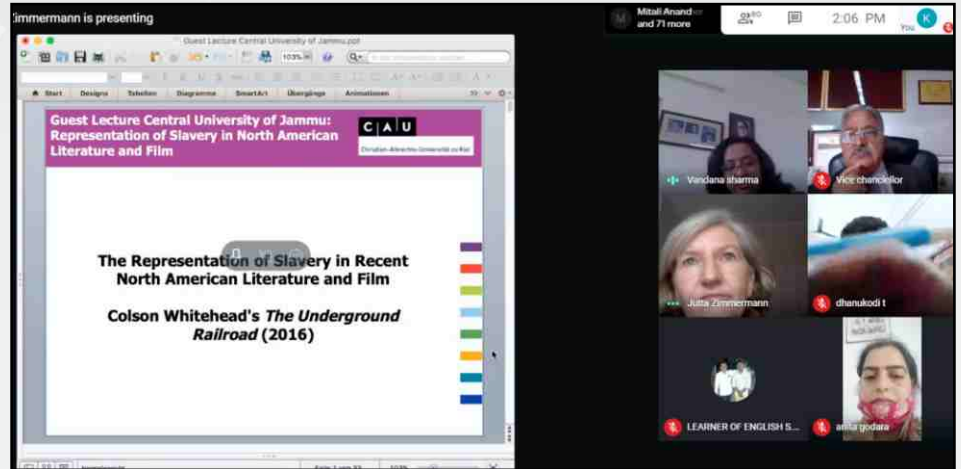 Zimmermann is presenting
Mitali Anand
and 71 more
2:06 PM
You
K
M
Guest Lecture Central University of Jammu.ppt
103%
Start Designs Tabellen Diagramme SmartArt Übergänge Animationen
Guest Lecture Central University of Jammu:
Representation of Slavery in North American
Literature and Film
C|A|U
Christian-Albrechts-Universität zu Kiel
The Representation of Slavery in Recent
North American Literature and Film
Colson Whitehead's The Underground
Railroad (2016)
Vandana sharma
Vice chancellor
Jutta Zimmermann
dhanukodi t
LEARNER OF ENGLISH S...
anita godara
103%